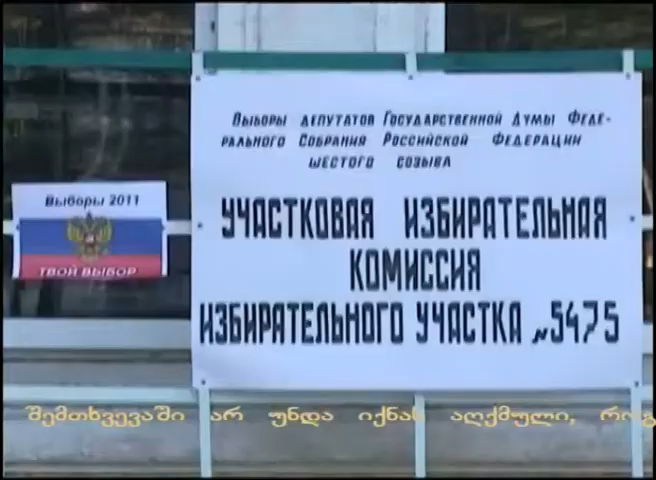 Выборы депутатов Государственной Думы Феде-
рального Собрания Российской Федерации
шестого созыва
УЧАСТКОВАЯ ИЗБИРАТЕЛЬНАЯ
КОМИССИЯ
ИЗБИРАТЕЛЬНОГО УЧАСТКА №5475
Выборы 2011
ТВОЙ ВЫБОР
შემთხვევაში არ უნდა იქნას აღქმული,